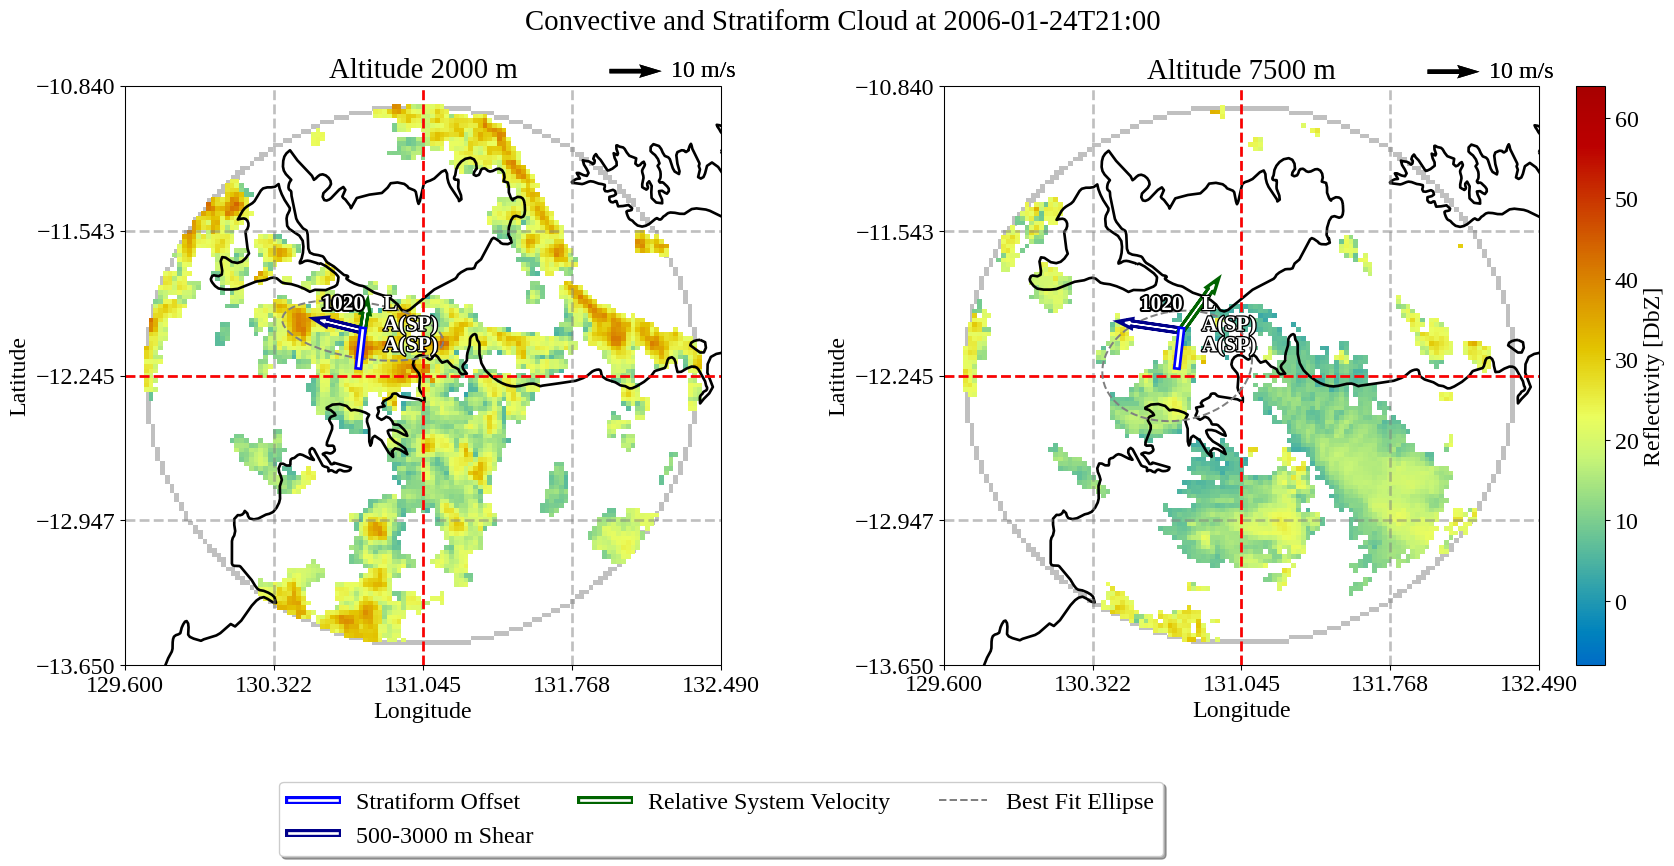 Convective and Stratiform Cloud at 2006-01-24T21:00
Altitude 2000 m
10 m/s
−10.840
−11.543
−12.245
−12.947
−13.650
129.600
130.322
131.045
131.768
132.490
Latitude
Longitude
1020
L
A(SP)
A(SP)
Altitude 7500 m
10 m/s
−10.840
−11.543
−12.245
−12.947
−13.650
129.600
130.322
131.045
131.768
132.490
Latitude
Longitude
1020
L
A(SP)
A(SP)
60
50
40
30
20
10
0
Reflectivity [DbZ]
Stratiform Offset
500-3000 m Shear
Relative System Velocity
Best Fit Ellipse